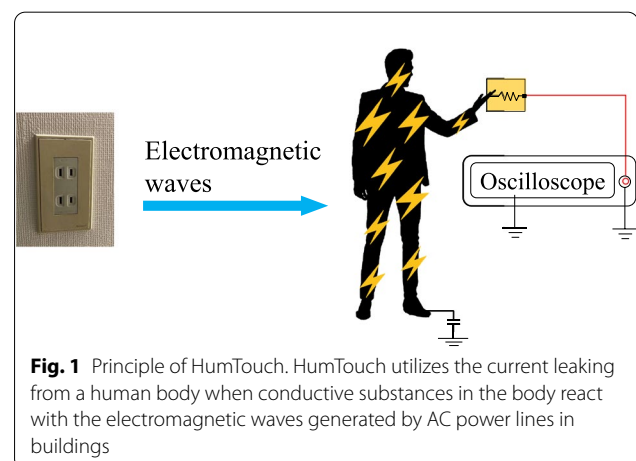 Electromagnetic
waves
Oscilloscope
Fig. 1 Principle of HumTouch. HumTouch utilizes the current leaking
from a human body when conductive substances in the body react
with the electromagnetic waves generated by AC power lines in
buildings